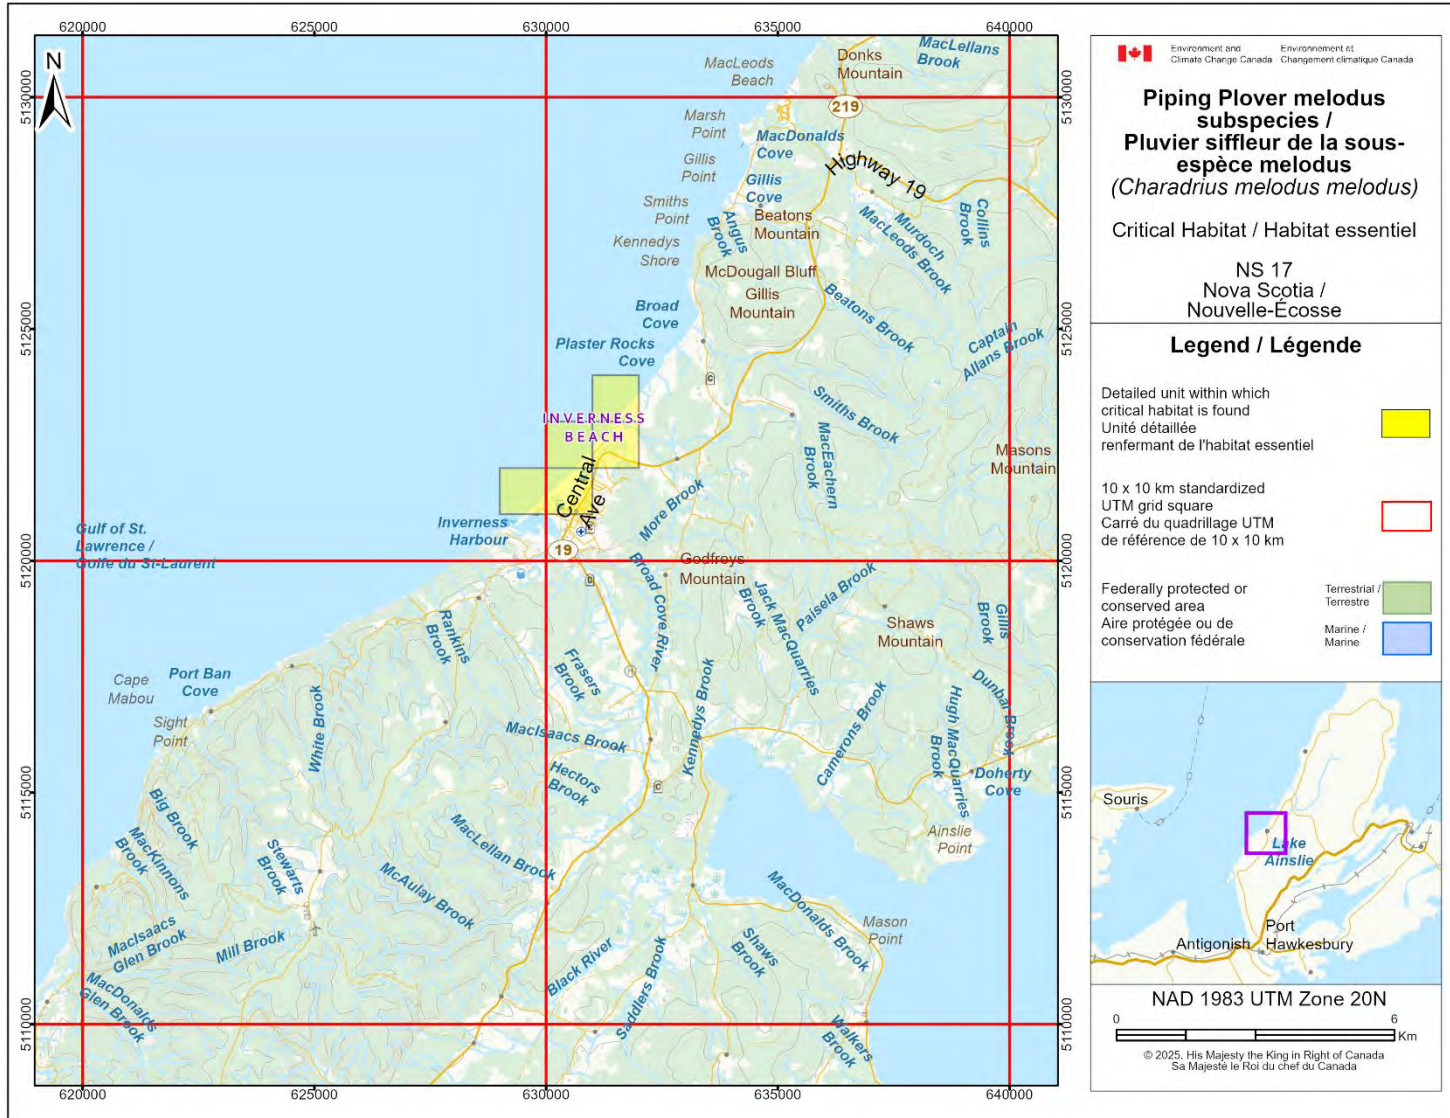 620000
625000
630000
635000
640000
N
5130000
5125000
5120000
5115000
5110000
MacLellans
Brook
Donks
Mountain
MacLeods
Beach
219
Marsh
Point
MacDonalds
Cove
Highway 19
Gillis
Point
Gillis
Cove
Smiths
Point
Angus
Brook
Beatons
Mountain
Murdoch
MacLeods Brook
Collins
Brook
Kennedys
Shore
McDougall Bluff
Gillis
Mountain
Beatons Brook
Broad
Cove
Captain
Allans Brook
Plaster Rocks
Cove
C
INVERNESS
BEACH
Smiths Brook
MacEachern
Brook
Masons
Mountain
Central
Ave
More Brook
Inverness
Harbour
C
19
Gulf of St.
Lawrence /
Golfe du St-Laurent
C
Godfreys
Mountain
Broad Cove River
Jack MacQuarries
Brook
Paisela Brook
Gillis
Brook
Shaws
Mountain
Rankins
Brook
Frasers
Brook
H
Cape
Mabou
Port Ban
Cove
Sight
Point
White Brook
MacIsaacs Brook
Kennedys Brook
Camerons Brook
Hugh MacQuarries
Brook
Dunbar Brook
Doherty
Cove
Hectors
Brook
C
Big Brook
MacKinnons
Brook
Stewarts
Brook
MacLellan Brook
McAulay Brook
Ainslie
Point
MacIsaacs
Glen Brook
Mill Brook
MacDonalds
Glen Brook
Black River
Saddlers Brook
Shaws
Brook
MacDonalds Brook
Mason
Point
Walkers
Brook
5130000
5125000
5120000
5115000
5110000
620000
625000
630000
635000
640000
Environment and
Climate Change Canada
Environnement et
Changement climatique Canada
Piping Plover melodus
subspecies /
Pluvier siffleur de la sous-
espèce melodus
(Charadrius melodus melodus)
Critical Habitat / Habitat essentiel
NS 17
Nova Scotia /
Nouvelle-Écosse
Legend / Légende
Detailed unit within which
critical habitat is found
Unité détaillée
renfermant de l'habitat essentiel
10 x 10 km standardized
UTM grid square
Carré du quadrillage UTM
de référence de 10 x 10 km
Federally protected or
conserved area
Aire protégée ou de
conservation fédérale
Terrestrial /
Terrestre
Marine /
Marine
Souris
Lake
Ainslie
Port
Hawkesbury
Antigonish
NAD 1983 UTM Zone 20N
0
6
Km
© 2025. His Majesty the King in Right of Canada
Sa Majesté le Roi du chef du Canada